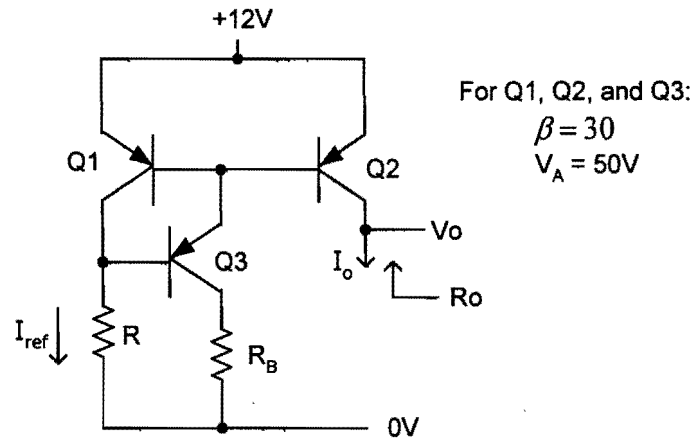 +12V
For Q1, Q2, and Q3:
β = 30
V_A = 50V
Q1
Q2
Vo
Q3
I_o
Ro
I_ref
R
R_B
0V